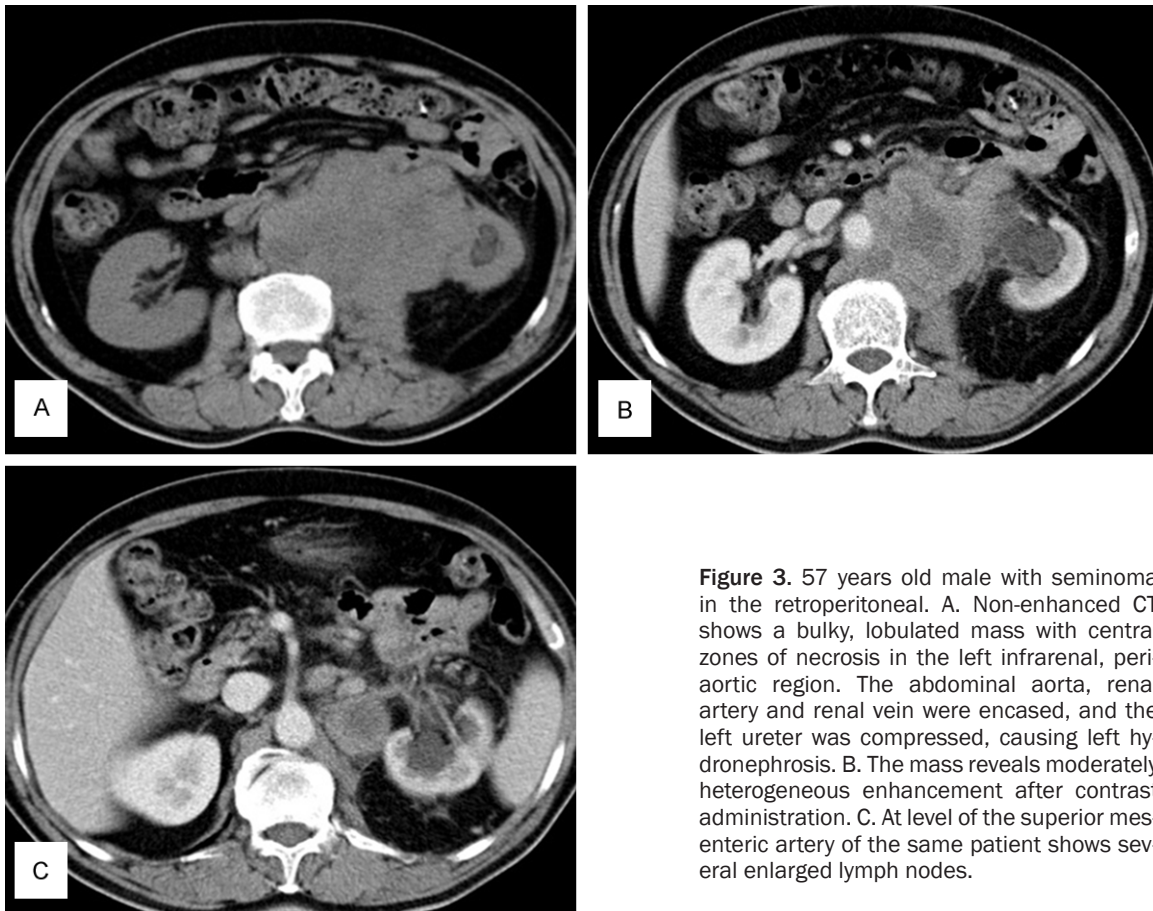 A
B
C
Figure 3. 57 years old male with seminoma
in the retroperitoneal. A. Non-enhanced CT
shows a bulky, lobulated mass with central
zones of necrosis in the left infrarenal, peri-
aortic region. The abdominal aorta, renal
artery and renal vein were encased, and the
left ureter was compressed, causing left hy-
dronephrosis. B. The mass reveals moderately
heterogeneous enhancement after contrast
administration. C. At level of the superior mes-
enteric artery of the same patient shows sev-
eral enlarged lymph nodes.